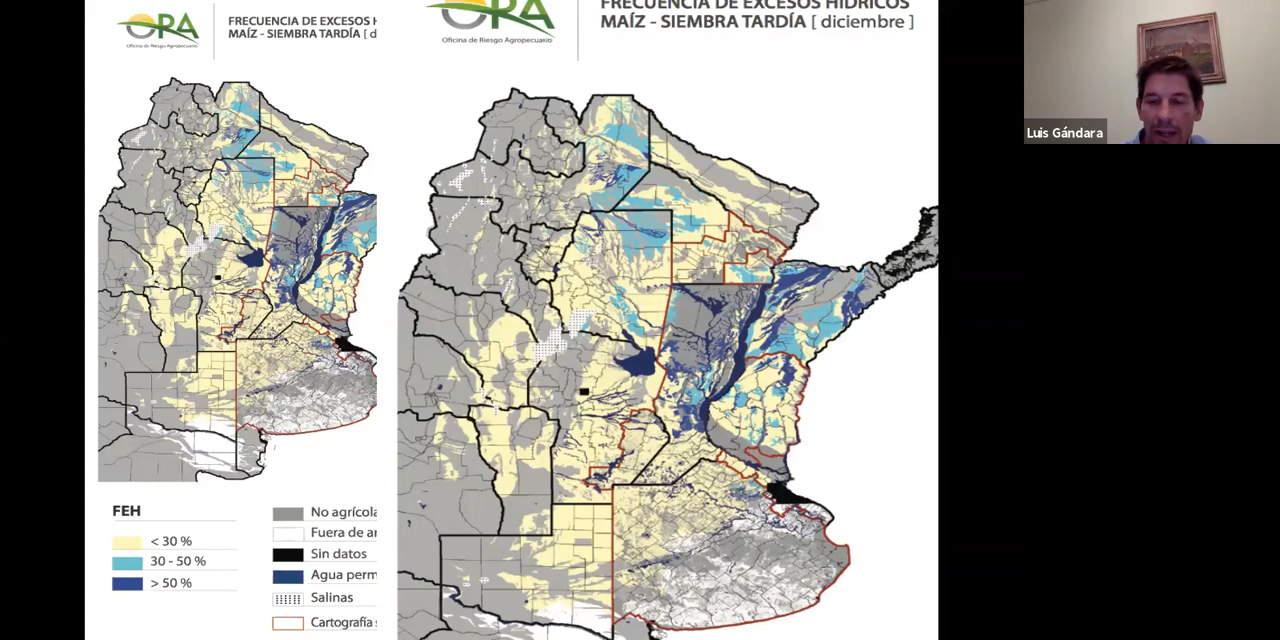 ORA
Oficina de Riesgo Agropecuario
FRECUENCIA DE EXCESOS H
MAÍZ - SIEMBRA TARDÍA [ d
FEH
< 30 %
30 - 50 %
> 50 %
No agrícola
Fuera de ar
Sin datos
Agua perm
Salinas
Cartografía s
ORA
Oficina de Riesgo Agropecuario
FRECUENCIA DE EXCESOS HÍDRICOS
MAÍZ - SIEMBRA TARDÍA [ diciembre ]
Luis Gándara